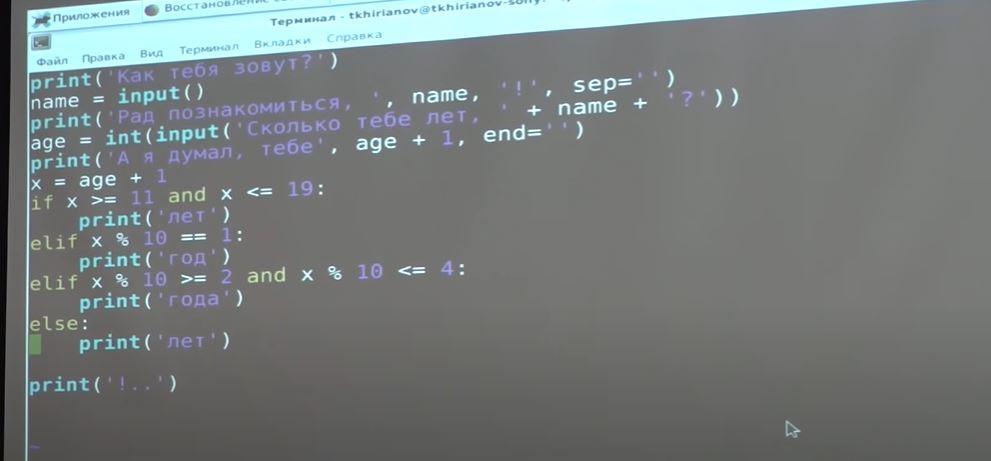 Приложения Восстановление
Терминал - tkhirianov@tkhirianov-sony:
Файл Правка Вид Терминал Вкладки Справка
print('Как тебя зовут?')
name = input()
print('Рад познакомиться, ', name, '!', sep='')
age = int(input('Сколько тебе лет, ' + name + '?'))
print('А я думал, тебе', age + 1, end='')
x = age + 1
if x >= 11 and x <= 19:
    print('лет')
elif x % 10 == 1:
    print('год')
elif x % 10 >= 2 and x % 10 <= 4:
    print('года')
else:
    print('лет')
print('!..')
~